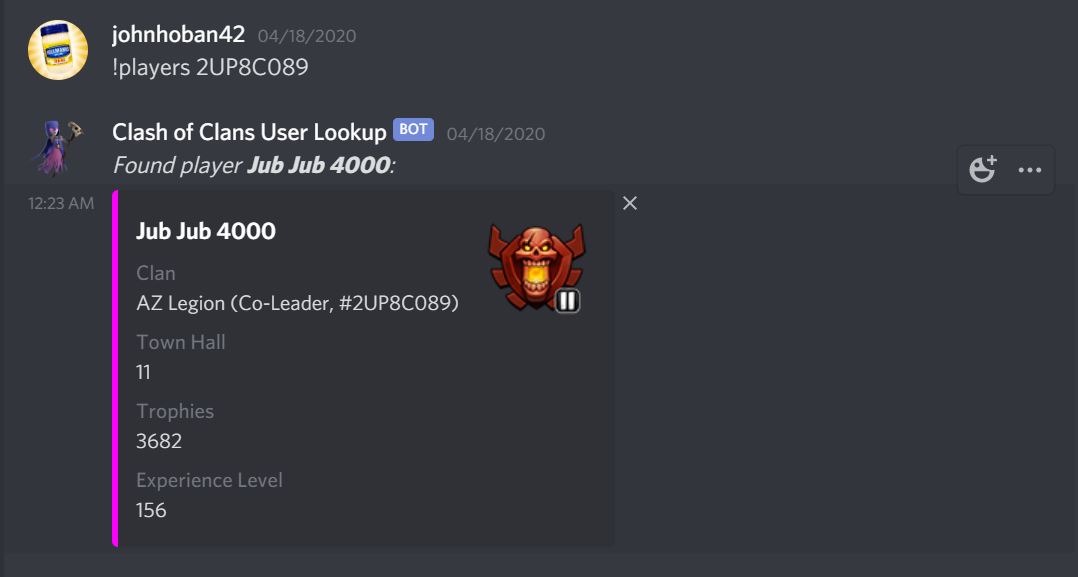 johnhoban42 04/18/2020
!players 2UP8C089
Clash of Clans User Lookup BOT 04/18/2020
Found player Jub Jub 4000:
12:23 AM
Jub Jub 4000
Clan
AZ Legion (Co-Leader, #2UP8C089)
Town Hall
11
Trophies
3682
Experience Level
156